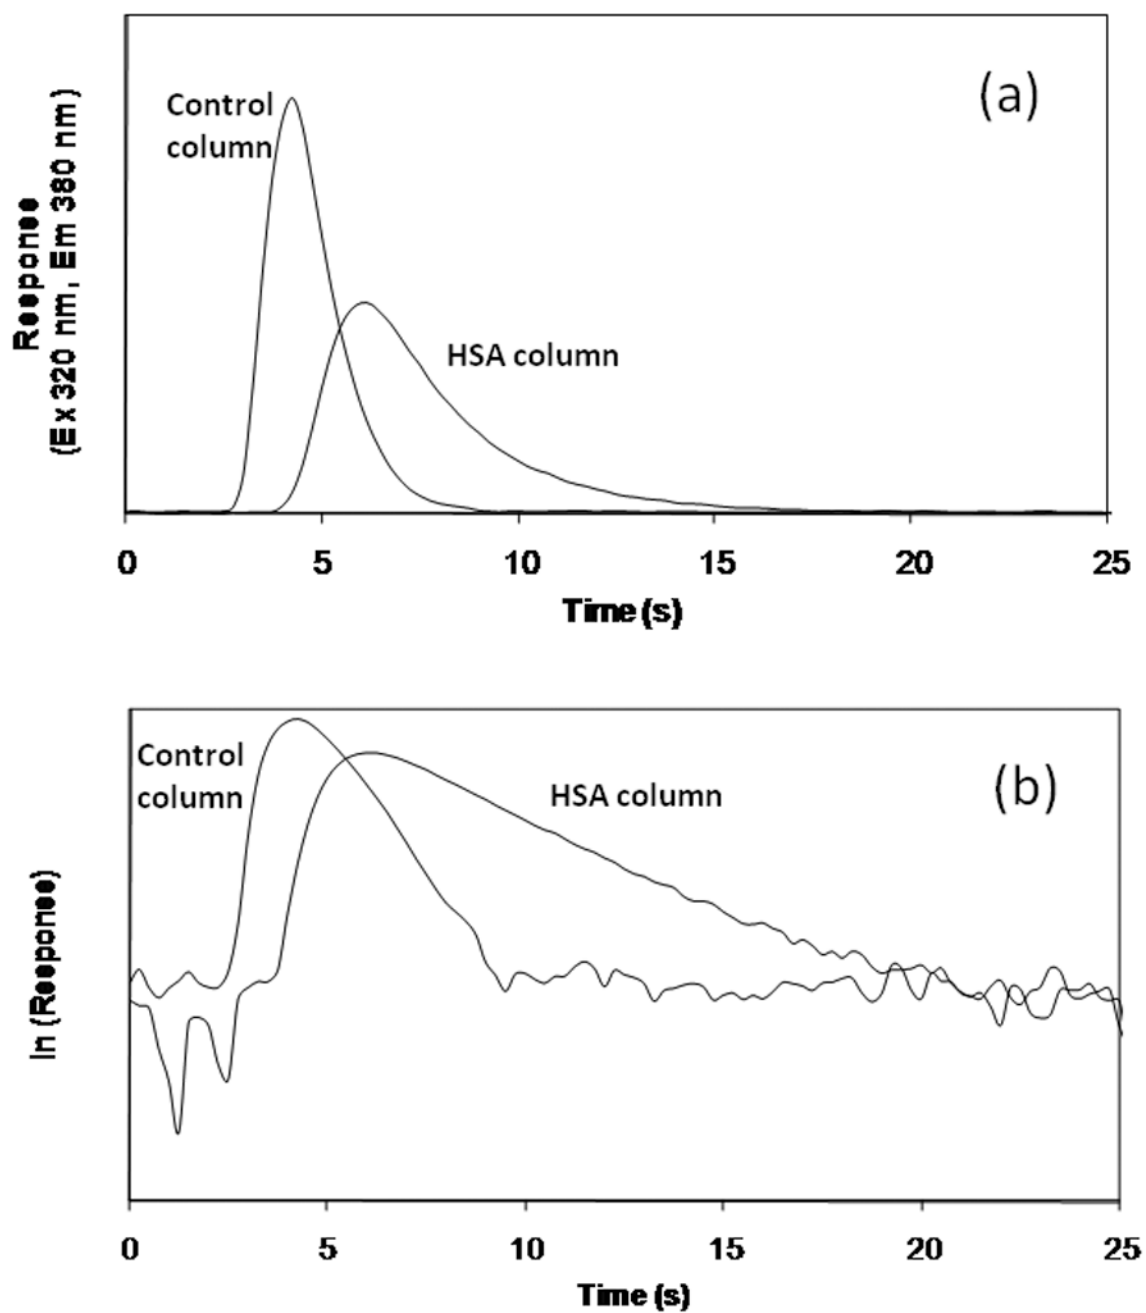 (a)
Control
column
HSA column
Response
(Ex 320 nm, Em 380 nm)
0 5 10 15 20 25
Time (s)
(b)
Control
column
HSA column
ln (Response)
0 5 10 15 20 25
Time (s)